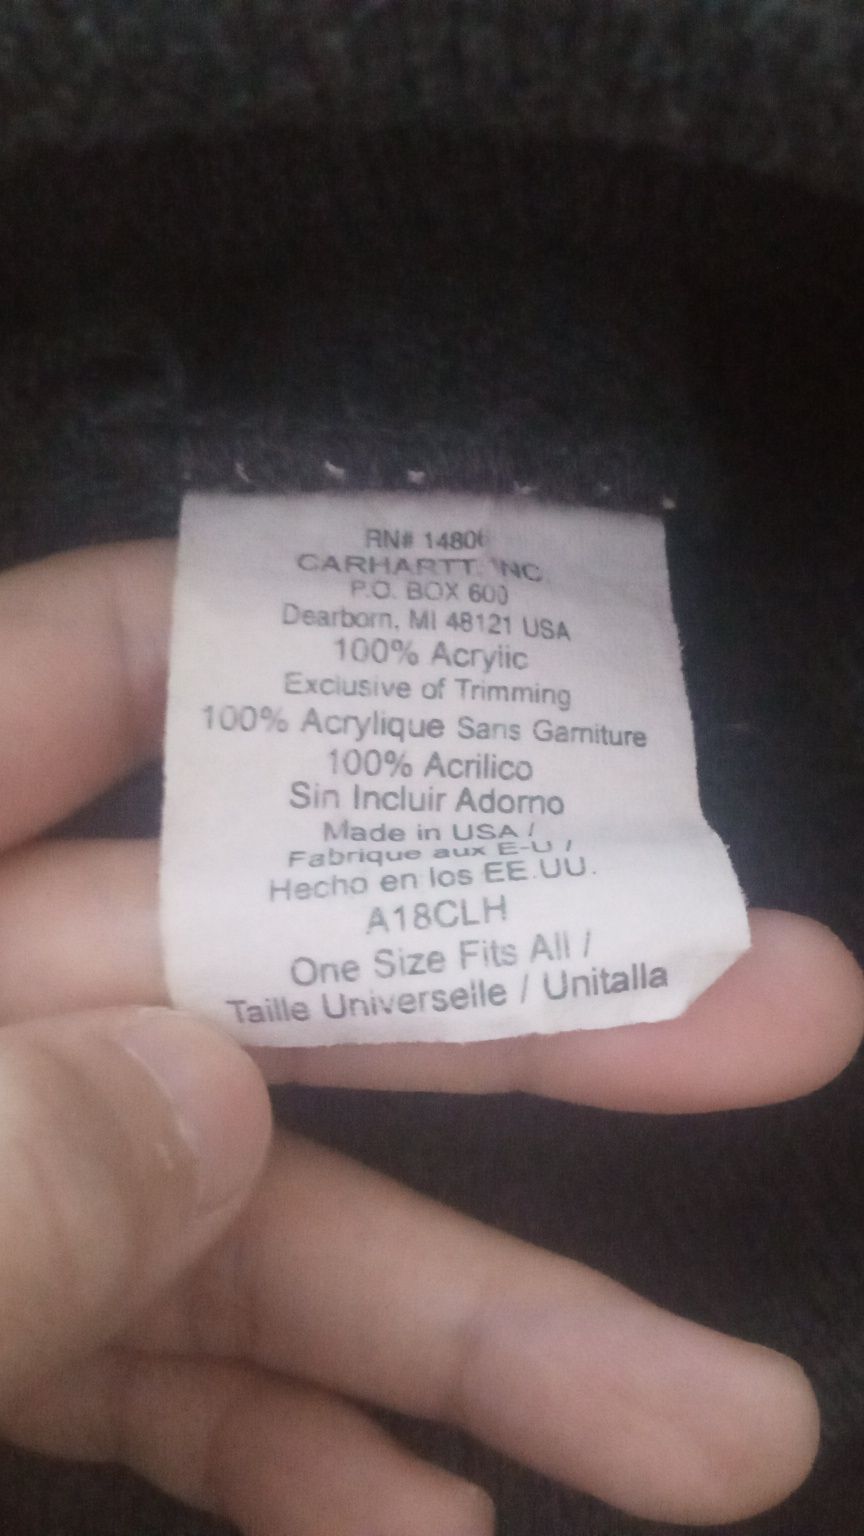 RN# 14806
CARHARTT, INC.
P.O. BOX 600
Dearborn, MI 48121 USA
100% Acrylic
Exclusive of Trimming
100% Acrylique Sans Garniture
100% Acrilico
Sin Incluir Adorno
Made in USA /
Fabrique aux E-U /
Hecho en los EE.UU.
A18CLH
One Size Fits All /
Taille Universelle / Unitalla